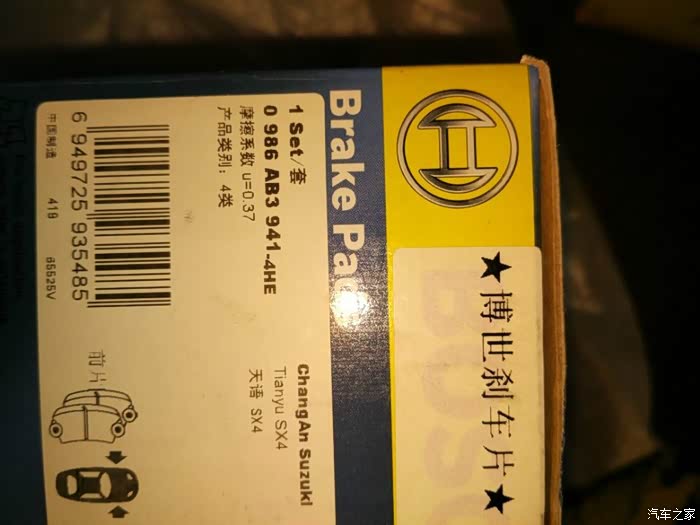 ★博世刹车片★
Brake Pad
1 Set/套
0 986 AB3 941-4HE
摩擦系数 u=0.37
产品类别：4类
ChangAn Suzuki
Tianyu SX4
天语 SX4
6 949725 935485
中国制造 419 65525V
前片
汽车之家